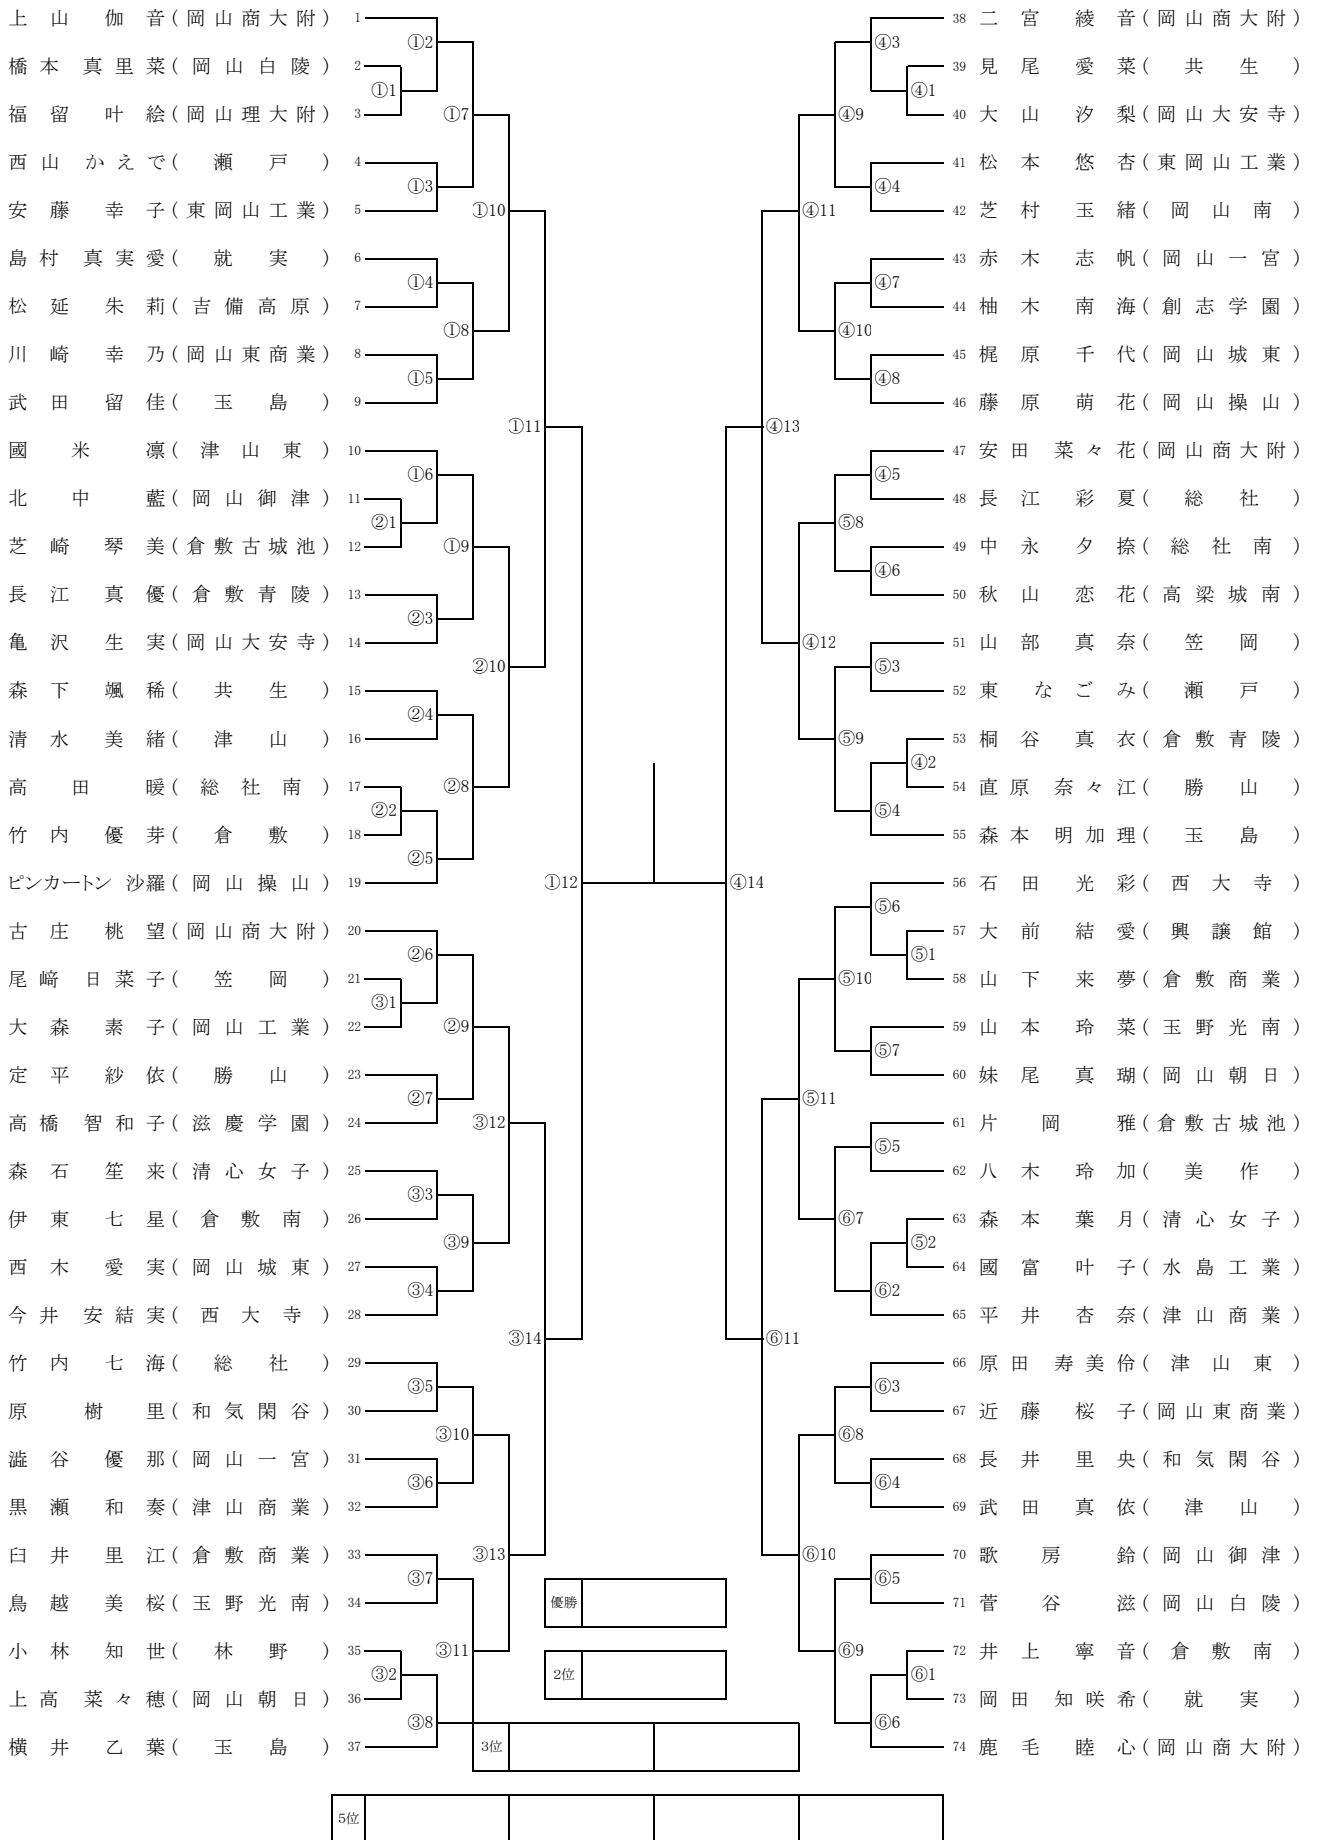 上山伽音(岡山商大附) 1
①2
橋本真里菜(岡山白陵) 2
①1
福留叶絵(岡山理大附) 3
①7
西山かえで(瀬戸) 4
①3
安藤幸子(東岡山工業) 5
①10
島村真実愛(就実) 6
①4
松延朱莉(吉備高原) 7
①8
川崎幸乃(岡山東商業) 8
①5
武田留佳(玉島) 9
①11
國米凛(津山東) 10
①6
北中藍(岡山御津) 11
②1
芝崎琴美(倉敷古城池) 12
①9
長江真優(倉敷青陵) 13
②3
亀沢生実(岡山大安寺) 14
②10
森下颯稀(共生) 15
②4
清水美緒(津山) 16
高田暖(総社南) 17
②8
②2
竹内優芽(倉敷) 18
②5
ピンカートン 沙羅(岡山操山) 19
①12
古庄桃望(岡山商大附) 20
②6
尾﨑日菜子(笠岡) 21
③1
大森素子(岡山工業) 22
②9
定平紗依(勝山) 23
②7
高橋智和子(滋慶学園) 24
③12
森石笙来(清心女子) 25
③3
伊東七星(倉敷南) 26
③9
西木愛実(岡山城東) 27
③4
今井安結実(西大寺) 28
③14
竹内七海(総社) 29
③5
原樹里(和気閑谷) 30
③10
澁谷優那(岡山一宮) 31
③6
黒瀬和奏(津山商業) 32
臼井里江(倉敷商業) 33
③13
③7
鳥越美桜(玉野光南) 34
小林知世(林野) 35
③11
③2
上高菜々穂(岡山朝日) 36
③8
横井乙葉(玉島) 37
38 二宮綾音(岡山商大附)
④3
39 見尾愛菜(共生)
④1
40 大山汐梨(岡山大安寺)
④9
41 松本悠杏(東岡山工業)
④4
42 芝村玉緒(岡山南)
④11
43 赤木志帆(岡山一宮)
④7
44 柚木南海(創志学園)
④10
45 梶原千代(岡山城東)
④8
46 藤原萌花(岡山操山)
④13
47 安田菜々花(岡山商大附)
④5
48 長江彩夏(総社)
⑤8
49 中永夕捺(総社南)
④6
50 秋山恋花(高梁城南)
④12
51 山部真奈(笠岡)
⑤3
52 東なごみ(瀬戸)
⑤9
53 桐谷真衣(倉敷青陵)
④2
54 直原奈々江(勝山)
⑤4
55 森本明加理(玉島)
④14
56 石田光彩(西大寺)
⑤6
57 大前結愛(興譲館)
⑤1
58 山下来夢(倉敷商業)
⑤10
59 山本玲菜(玉野光南)
⑤7
60 妹尾真瑚(岡山朝日)
⑤11
61 片岡雅(倉敷古城池)
⑤5
62 八木玲加(美作)
⑥7
63 森本葉月(清心女子)
⑤2
64 國富叶子(水島工業)
⑥2
65 平井杏奈(津山商業)
⑥11
66 原田寿美伶(津山東)
⑥3
67 近藤桜子(岡山東商業)
⑥8
68 長井里央(和気閑谷)
⑥4
69 武田真依(津山)
⑥10
70 歌房鈴(岡山御津)
⑥5
71 菅谷滋(岡山白陵)
⑥9
72 井上寧音(倉敷南)
⑥1
73 岡田知咲希(就実)
⑥6
74 鹿毛睦心(岡山商大附)
優勝
2位
3位
5位